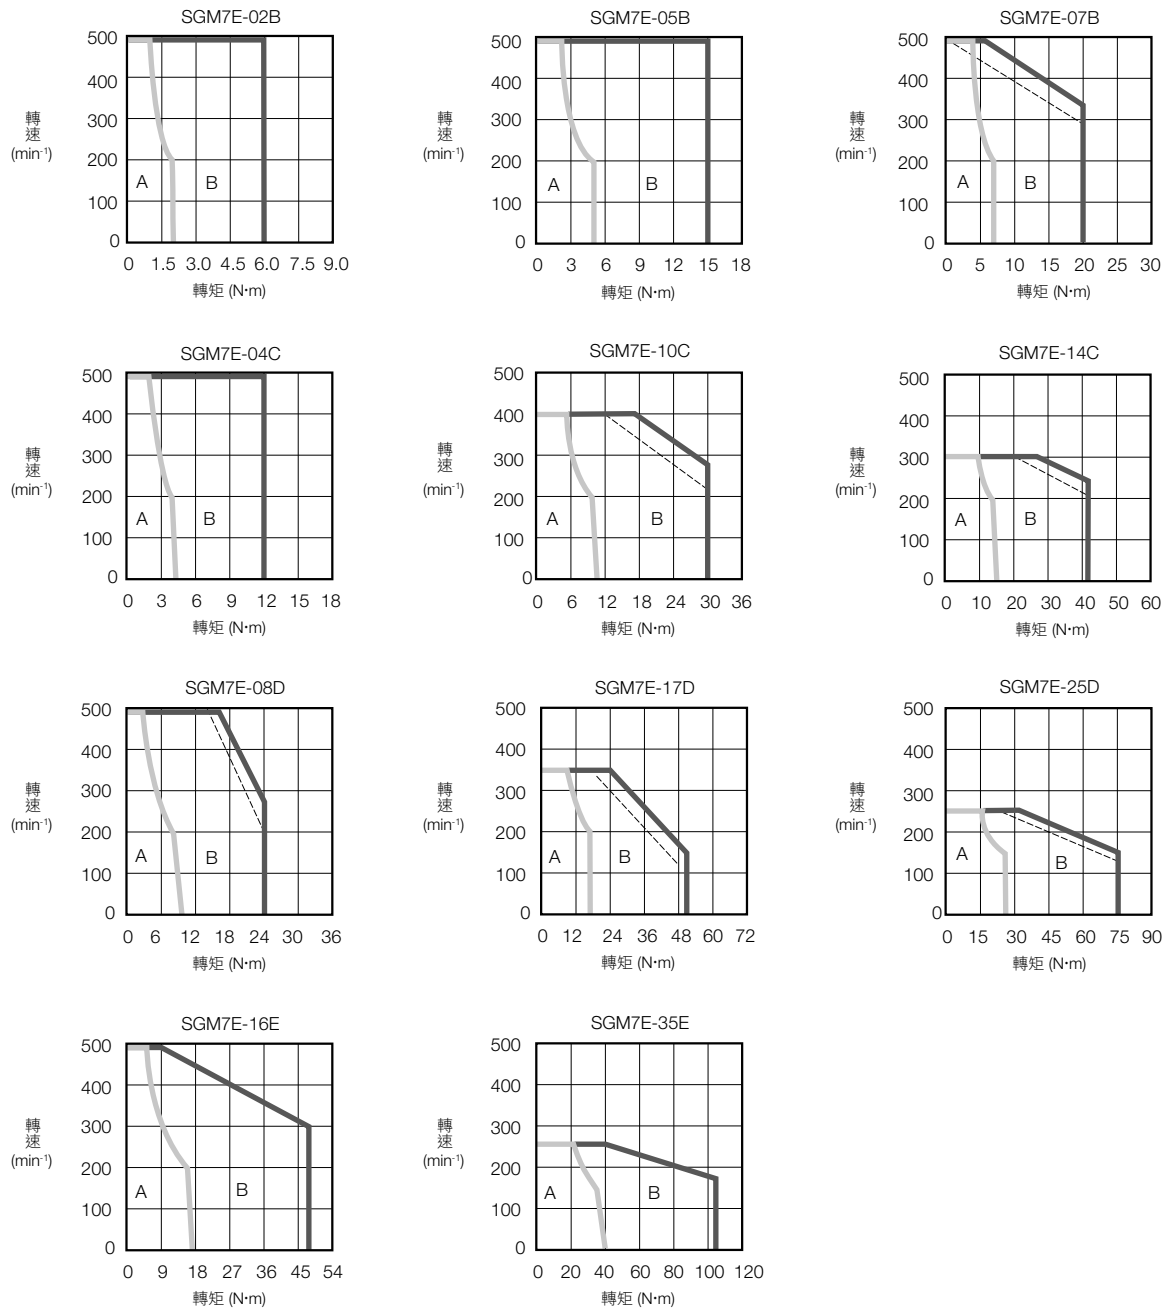 SGM7E-02B
500
400
300
200
100
0
轉
速
(min⁻¹)
A
B
0 1.5 3.0 4.5 6.0 7.5 9.0
轉矩 (N•m)
SGM7E-05B
500
400
300
200
100
0
轉
速
(min⁻¹)
A
B
0 3 6 9 12 15 18
轉矩 (N•m)
SGM7E-07B
500
400
300
200
100
0
轉
速
(min⁻¹)
A
B
0 5 10 15 20 25 30
轉矩 (N•m)
SGM7E-04C
500
400
300
200
100
0
轉
速
(min⁻¹)
A
B
0 3 6 9 12 15 18
轉矩 (N•m)
SGM7E-10C
500
400
300
200
100
0
轉
速
(min⁻¹)
A
B
0 6 12 18 24 30 36
轉矩 (N•m)
SGM7E-14C
500
400
300
200
100
0
轉
速
(min⁻¹)
A
B
0 10 20 30 40 50 60
轉矩 (N•m)
SGM7E-08D
500
400
300
200
100
0
轉
速
(min⁻¹)
A
B
0 6 12 18 24 30 36
轉矩 (N•m)
SGM7E-17D
500
400
300
200
100
0
轉
速
(min⁻¹)
A
B
0 12 24 36 48 60 72
轉矩 (N•m)
SGM7E-25D
500
400
300
200
100
0
轉
速
(min⁻¹)
A
B
0 15 30 45 60 75 90
轉矩 (N•m)
SGM7E-16E
500
400
300
200
100
0
轉
速
(min⁻¹)
A
B
0 9 18 27 36 45 54
轉矩 (N•m)
SGM7E-35E
500
400
300
200
100
0
轉
速
(min⁻¹)
A
B
0 20 40 60 80 100 120
轉矩 (N•m)